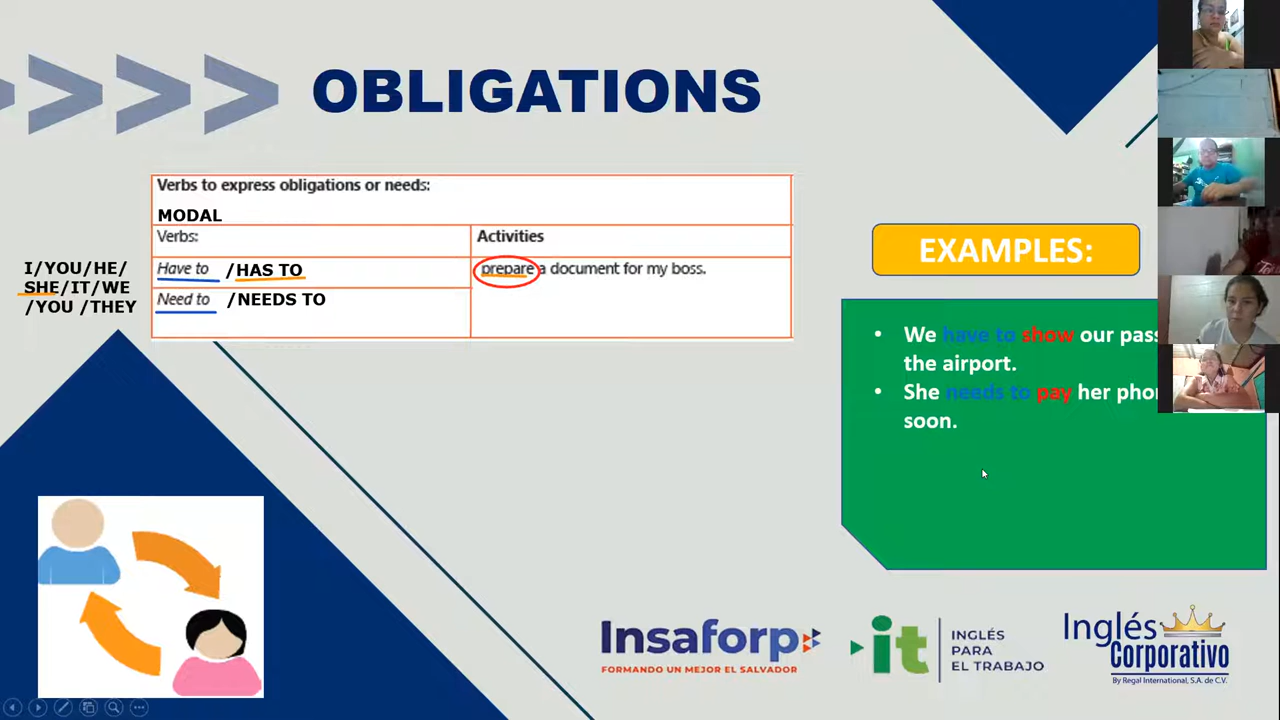 OBLIGATIONS
Verbs to express obligations or needs:
MODAL
Verbs:
Activities
I/YOU/HE/
SHE/IT/WE
/YOU /THEY
Have to /HAS TO
prepare a document for my boss.
Need to /NEEDS TO
EXAMPLES:
• We have to show our pass
the airport.
• She needs to pay her phon
soon.
Insaforp
FORMANDO UN MEJOR EL SALVADOR
it
INGLÉS
PARA
EL TRABAJO
Inglés
Corporativo
By Regal International, S.A. de C.V.